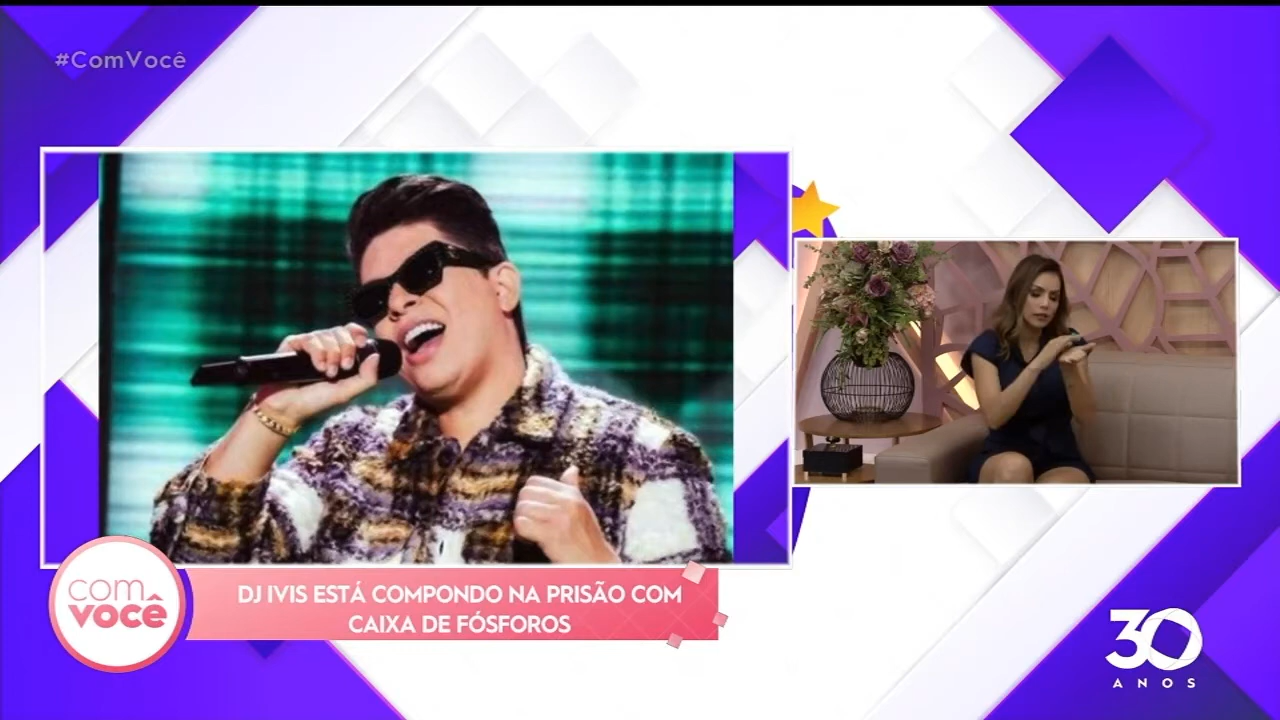 #ComVocê
com
você
DJ IVIS ESTÁ COMPONDO NA PRISÃO COM
CAIXA DE FÓSFOROS
30
ANOS